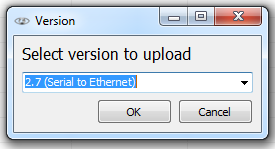 Version
Select version to upload
2.7 (Serial to Ethernet)
OK
Cancel